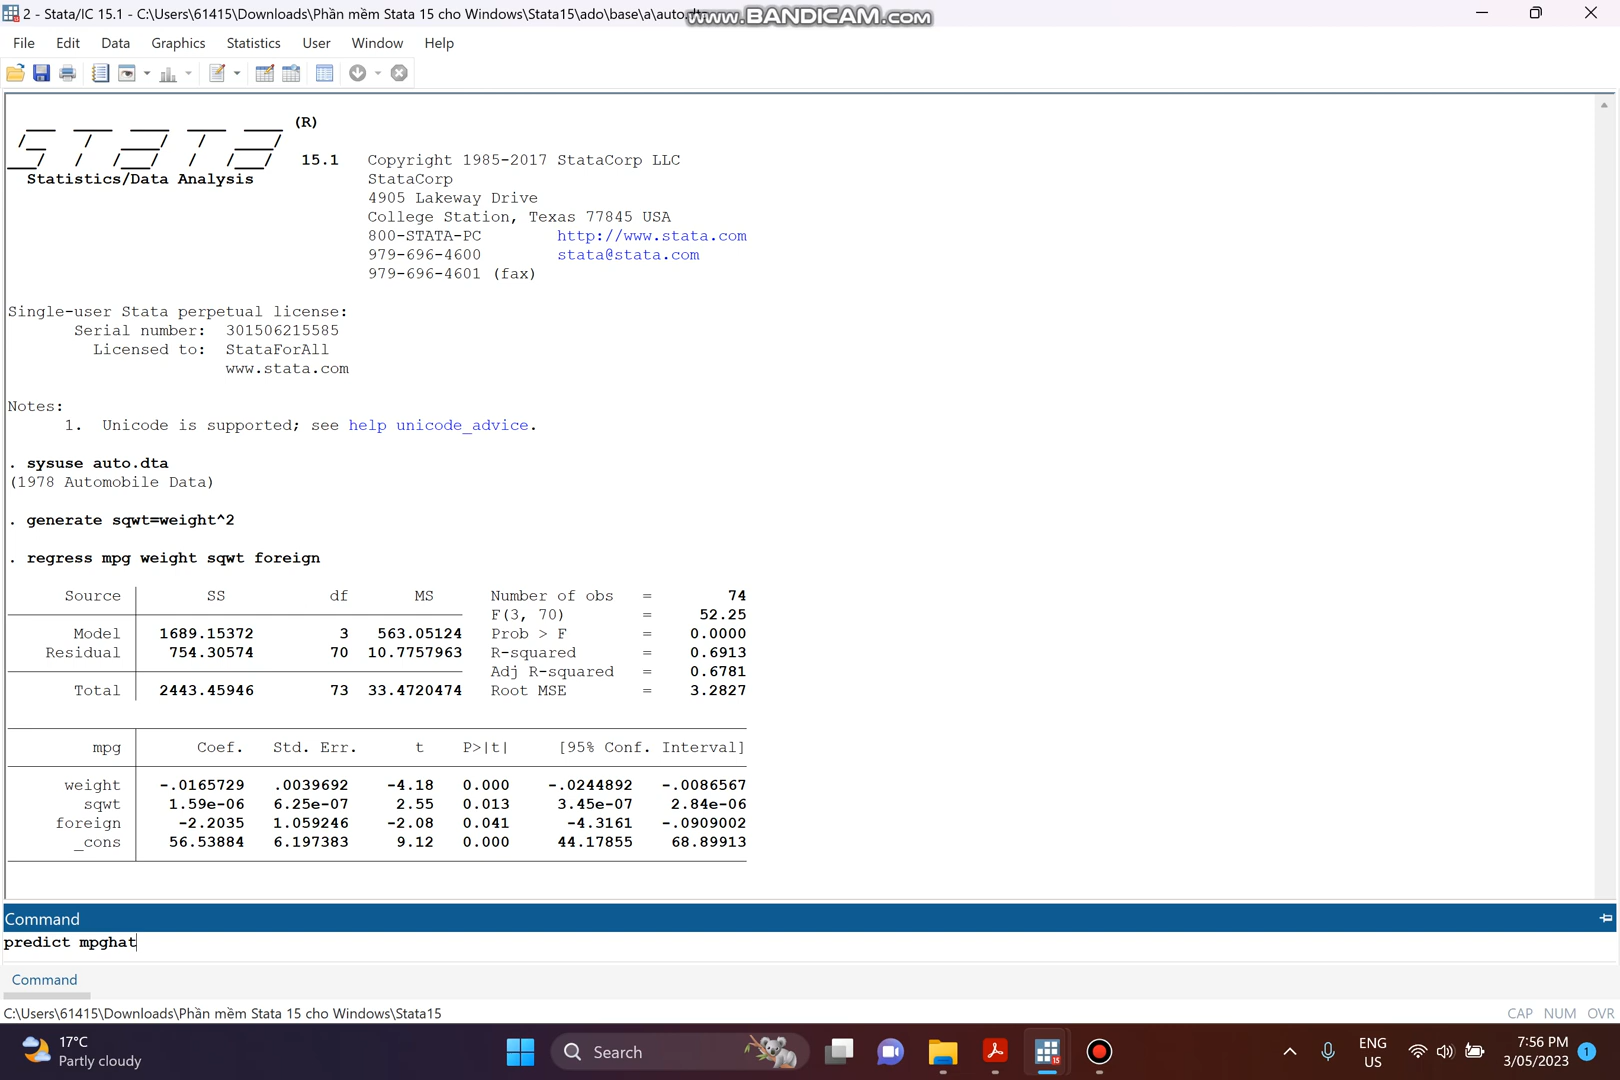 2 - Stata/IC 15.1 - C:\Users\61415\Downloads\Phần mềm Stata 15 cho Windows\Stata15\ado\base\a\auto.dta
www.BANDICAM.com
File Edit Data Graphics Statistics User Window Help
(R)
STATA 15.1 Copyright 1985-2017 StataCorp LLC
Statistics/Data Analysis StataCorp
4905 Lakeway Drive
College Station, Texas 77845 USA
800-STATA-PC http://www.stata.com
979-696-4600 stata@stata.com
979-696-4601 (fax)
Single-user Stata perpetual license:
Serial number: 301506215585
Licensed to: StataForAll
www.stata.com
Notes:
1. Unicode is supported; see help unicode_advice.
. sysuse auto.dta
(1978 Automobile Data)
. generate sqwt=weight^2
. regress mpg weight sqwt foreign
Source SS df MS Number of obs = 74
F(3, 70) = 52.25
Model 1689.15372 3 563.05124 Prob > F = 0.0000
Residual 754.30574 70 10.7757963 R-squared = 0.6913
Adj R-squared = 0.6781
Total 2443.45946 73 33.4720474 Root MSE = 3.2827
mpg Coef. Std. Err. t P>|t| [95% Conf. Interval]
weight -.0165729 .0039692 -4.18 0.000 -.0244892 -.0086567
sqwt 1.59e-06 6.25e-07 2.55 0.013 3.45e-07 2.84e-06
foreign -2.2035 1.059246 -2.08 0.041 -4.3161 -.0909002
_cons 56.53884 6.197383 9.12 0.000 44.17855 68.89913
Command
predict mpghat
Command
C:\Users\61415\Downloads\Phần mềm Stata 15 cho Windows\Stata15 CAP NUM OVR
17°C
Partly cloudy
Search
15
ENG
US
7:56 PM
3/05/2023
1